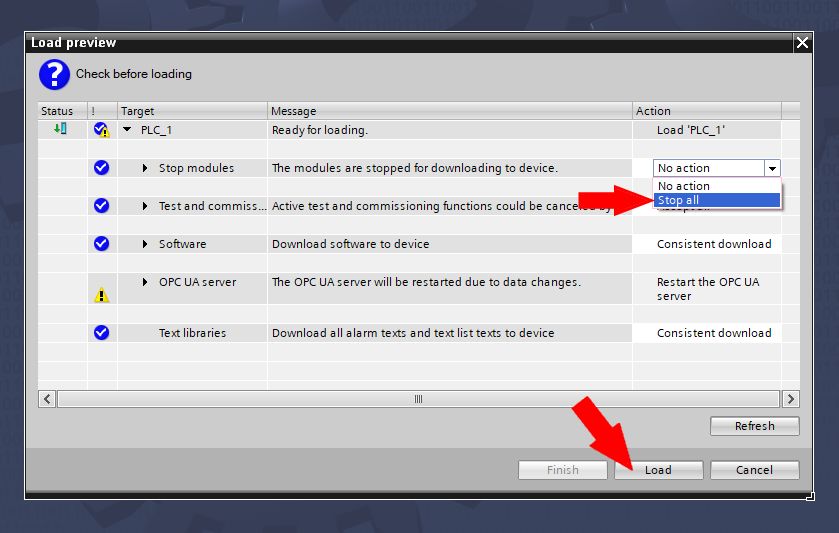 Load preview
Check before loading
Status ! Target Message Action
PLC_1 Ready for loading. Load 'PLC_1'
Stop modules The modules are stopped for downloading to device. No action
No action
Stop all
Test and commiss... Active test and commissioning functions could be canceled by
Software Download software to device Consistent download
OPC UA server The OPC UA server will be restarted due to data changes. Restart the OPC UA
server
Text libraries Download all alarm texts and text list texts to device Consistent download
Refresh
Finish Load Cancel